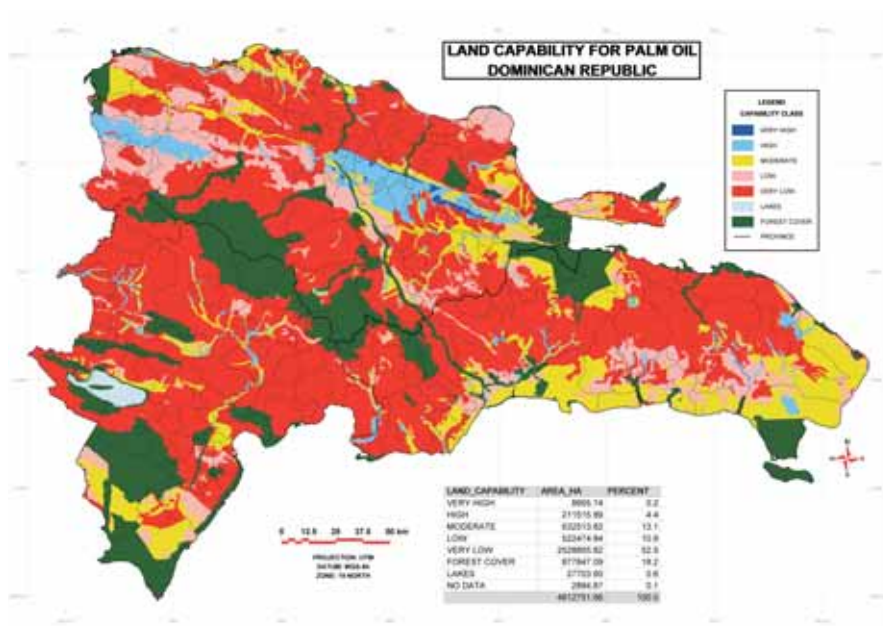 LAND CAPABILITY FOR PALM OIL
DOMINICAN REPUBLIC
LEGEND
CAPABILITY CLASS
VERY HIGH
HIGH
MODERATE
LOW
VERY LOW
LAKES
FOREST COVER
PROVINCE
0 12.5 25 37.5 50 km
PROJECTION: UTM
DATUM: WGS-84
ZONE: 19 NORTH
LAND_CAPABILITY AREA_HA PERCENT
VERY HIGH 0.2
HIGH 4.4
MODERATE 13.1
LOW 10.9
VERY LOW 52.5
FOREST COVER 18.2
LAKES 0.6
NO DATA 0.1
100.0